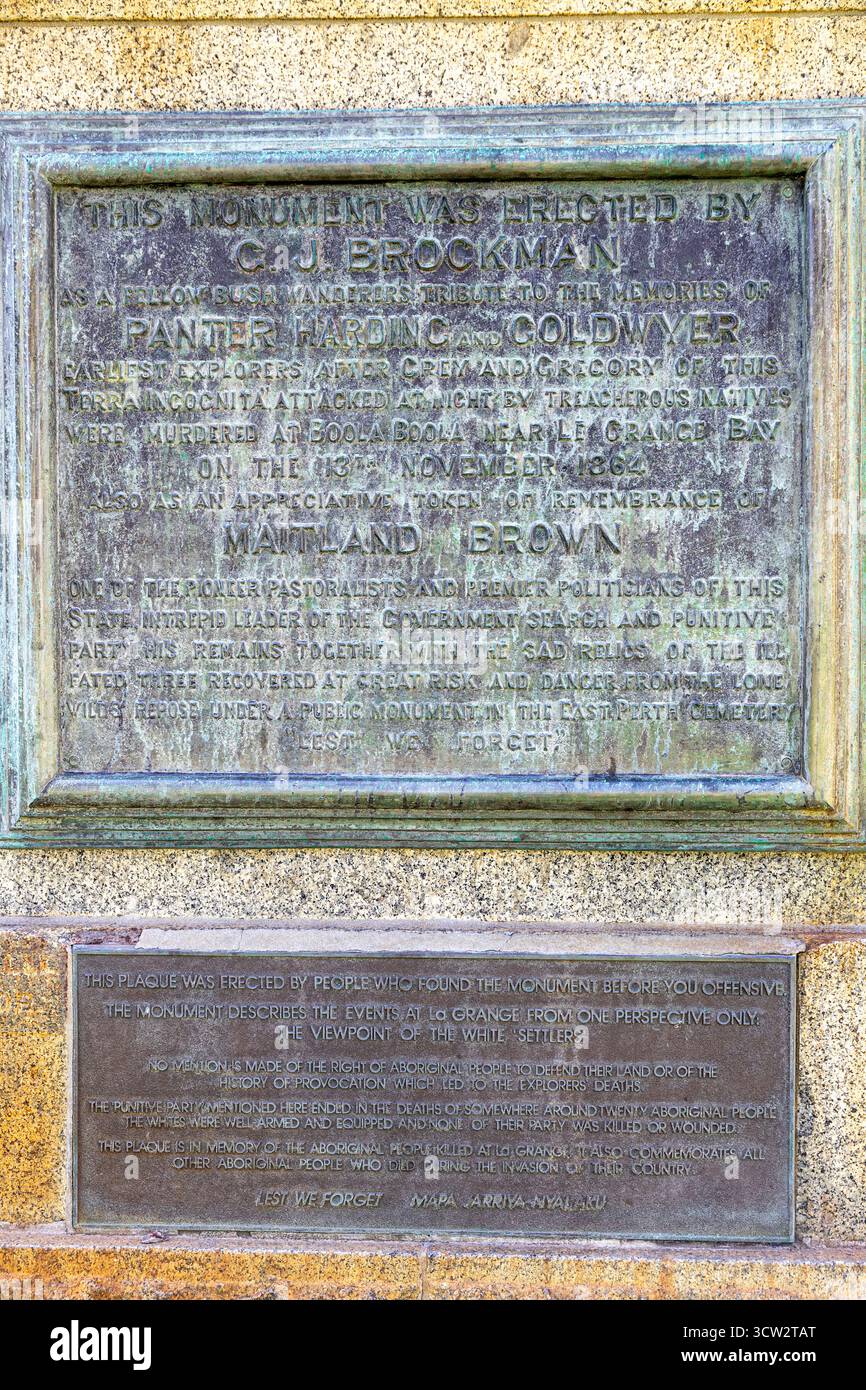 THIS MONUMENT WAS ERECTED BY
C. J. BROCKMAN
AS A FELLOW BUSH WANDERERS TRIBUTE TO THE MEMORIES OF
PANTER HARDING AND GOLDWYER.
EARLIEST EXPLORERS AFTER GREY AND GREGORY OF THIS
TERRA INCOGNITA, ATTACKED AT NIGHT BY TREACHEROUS NATIVES
WERE MURDERED AT BOOLA BOOLA NEAR LE GRANGE BAY
ON THE 13TH NOVEMBER 1864
ALSO AS AN APPRECIATIVE TOKEN OF REMEMBRANCE OF
MAITLAND BROWN
ONE OF THE PIONEER PASTORALISTS AND PREMIER POLITICIANS OF THIS
STATE, INTREPID LEADER OF THE GOVERNMENT SEARCH AND PUNITIVE
PARTY. HIS REMAINS TOGETHER WITH THE SAD RELICS OF THE ILL
FATED THREE RECOVERED AT GREAT RISK AND DANGER FROM THE LONE
WILDS REPOSE UNDER A PUBLIC MONUMENT IN THE EAST PERTH CEMETERY
"LEST WE FORGET."
THIS PLAQUE WAS ERECTED BY PEOPLE WHO FOUND THE MONUMENT BEFORE YOU OFFENSIVE.
THE MONUMENT DESCRIBES THE EVENTS AT La GRANGE FROM ONE PERSPECTIVE ONLY:
THE VIEWPOINT OF THE WHITE 'SETTLERS'
NO MENTION IS MADE OF THE RIGHT OF ABORIGINAL PEOPLE TO DEFEND THEIR LAND OR OF THE
HISTORY OF PROVOCATION WHICH LED TO THE EXPLORERS' DEATHS.
THE 'PUNITIVE PARTY' MENTIONED HERE ENDED IN THE DEATHS OF SOMEWHERE AROUND TWENTY ABORIGINAL PEOPLE.
THE WHITES WERE WELL-ARMED AND EQUIPPED AND NONE OF THEIR PARTY WAS KILLED OR WOUNDED.
THIS PLAQUE IS IN MEMORY OF THE ABORIGINAL PEOPLE KILLED AT La GRANGE. IT ALSO COMMEMORATES ALL
OTHER ABORIGINAL PEOPLE WHO DIED DURING THE INVASION OF THEIR COUNTRY.
LEST WE FORGET MAPA JARRIYA-NYALAKU
alamy
Image ID: 3CW2TAT
www.alamy.com